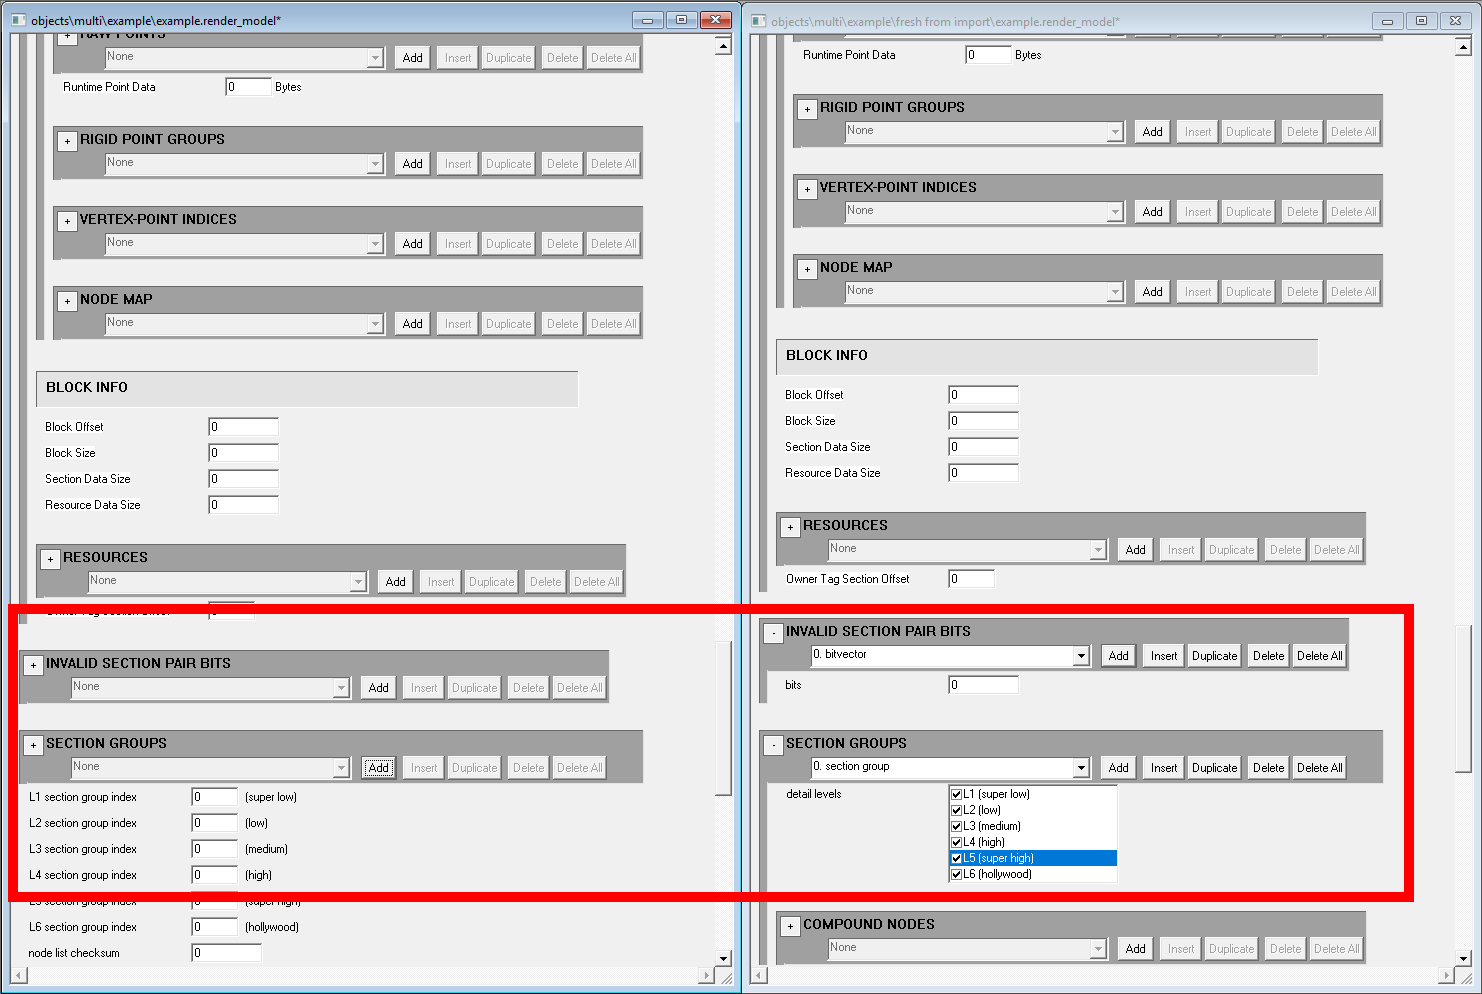 objects\multi\example\example.render_model*
RAW POINTS
None Add Insert Duplicate Delete Delete All
Runtime Point Data 0 Bytes
+ RIGID POINT GROUPS
None Add Insert Duplicate Delete Delete All
+ VERTEX-POINT INDICES
None Add Insert Duplicate Delete Delete All
+ NODE MAP
None Add Insert Duplicate Delete Delete All
BLOCK INFO
Block Offset 0
Block Size 0
Section Data Size 0
Resource Data Size 0
+ RESOURCES
None Add Insert Duplicate Delete Delete All
Owner Tag Section Offset
+ INVALID SECTION PAIR BITS
None Add Insert Duplicate Delete Delete All
+ SECTION GROUPS
None Add Insert Duplicate Delete Delete All
L1 section group index 0 (super low)
L2 section group index 0 (low)
L3 section group index 0 (medium)
L4 section group index 0 (high)
L5 section group index 0 (super high)
L6 section group index 0 (hollywood)
node list checksum 0
objects\multi\example\fresh from import\example.render_model*
Runtime Point Data 0 Bytes
+ RIGID POINT GROUPS
None Add Insert Duplicate Delete Delete All
+ VERTEX-POINT INDICES
None Add Insert Duplicate Delete Delete All
+ NODE MAP
None Add Insert Duplicate Delete Delete All
BLOCK INFO
Block Offset 0
Block Size 0
Section Data Size 0
Resource Data Size 0
+ RESOURCES
None Add Insert Duplicate Delete Delete All
Owner Tag Section Offset 0
- INVALID SECTION PAIR BITS
0. bitvector Add Insert Duplicate Delete Delete All
bits 0
- SECTION GROUPS
0. section group Add Insert Duplicate Delete Delete All
detail levels L1 (super low)
L2 (low)
L3 (medium)
L4 (high)
L5 (super high)
L6 (hollywood)
+ COMPOUND NODES
None Add Insert Duplicate Delete Delete All